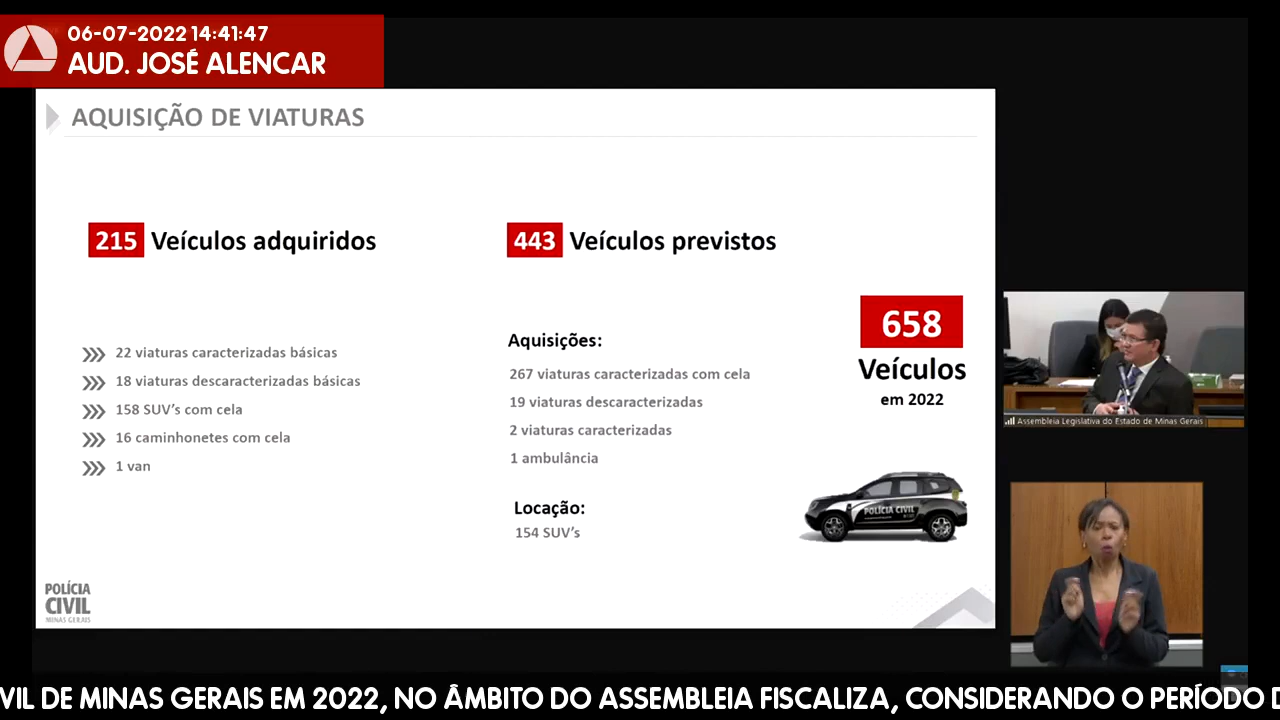 06-07-2022 14:41:47
AUD. JOSÉ ALENCAR
AQUISIÇÃO DE VIATURAS
215 Veículos adquiridos
22 viaturas caracterizadas básicas
18 viaturas descaracterizadas básicas
158 SUV's com cela
16 caminhonetes com cela
1 van
443 Veículos previstos
Aquisições:
267 viaturas caracterizadas com cela
19 viaturas descaracterizadas
2 viaturas caracterizadas
1 ambulância
Locação:
154 SUV's
658
Veículos
em 2022
POLÍCIA CIVIL
POLÍCIA
CIVIL
MINAS GERAIS
Assembleia Legislativa do Estado de Minas Gerais
VIL DE MINAS GERAIS EM 2022, NO ÂMBITO DO ASSEMBLEIA FISCALIZA, CONSIDERANDO O PERÍODO D